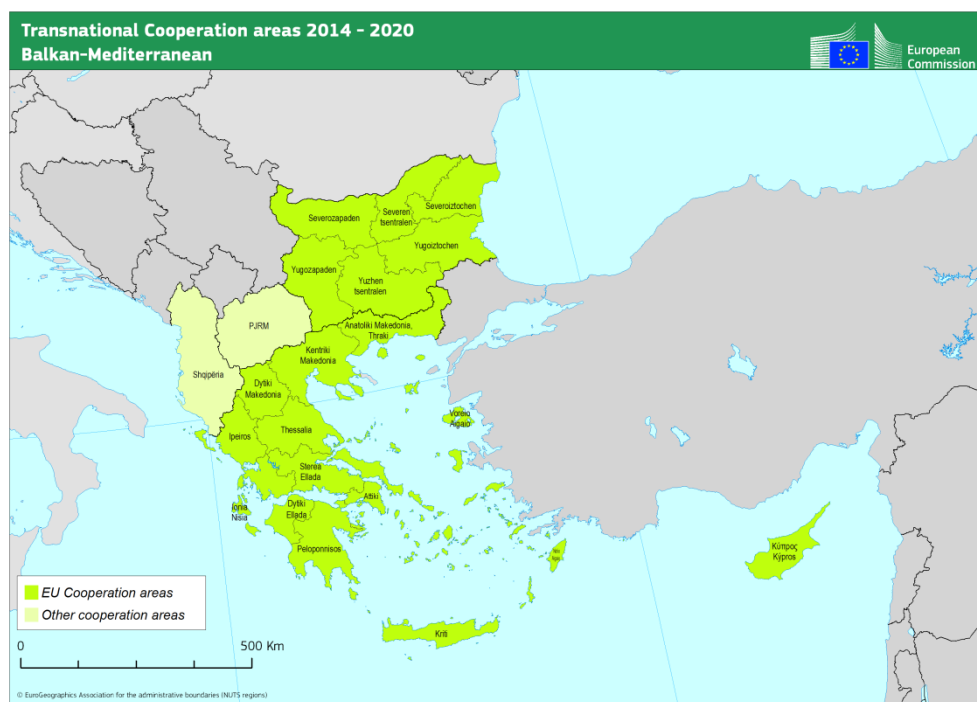 Transnational Cooperation areas 2014 - 2020
Balkan-Mediterranean
European
Commission
Severozapaden
Severen
tsentralen
Severoiztochen
Yugoiztochen
Yugozapaden
Yuzhen
tsentralen
PJRM
Anatoliki Makedonia,
Thraki
Kentriki
Makedonia
Shqipëria
Dytiki
Makedonia
Voreio
Aigaio
Ipeiros
Thessalia
Sterea
Ellada
Attiki
Ionia
Nisia
Dytiki
Ellada
Peloponnisos
Κύπρος
Kýpros
Kriti
EU Cooperation areas
Other cooperation areas
0
500 Km
© EuroGeographics Association for the administrative boundaries (NUTS regions)